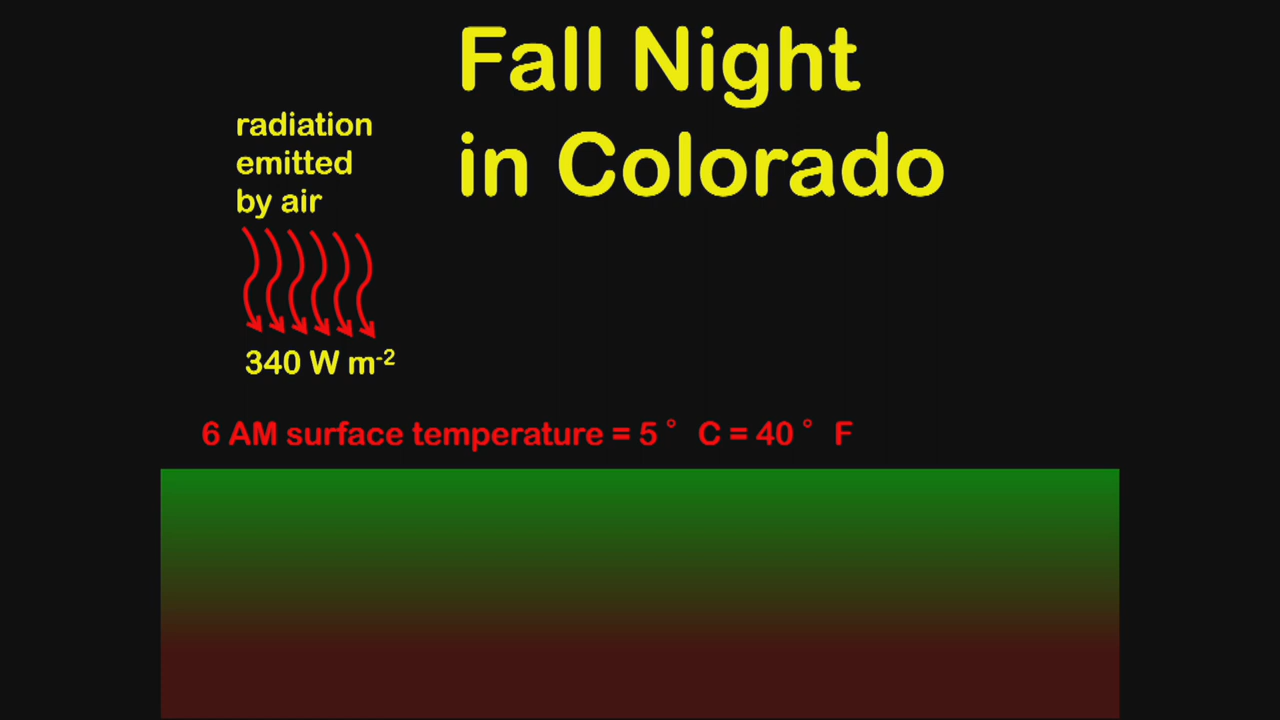 Fall Night
in Colorado
radiation
emitted
by air
340 W m⁻²
6 AM surface temperature = 5 ° C = 40 ° F